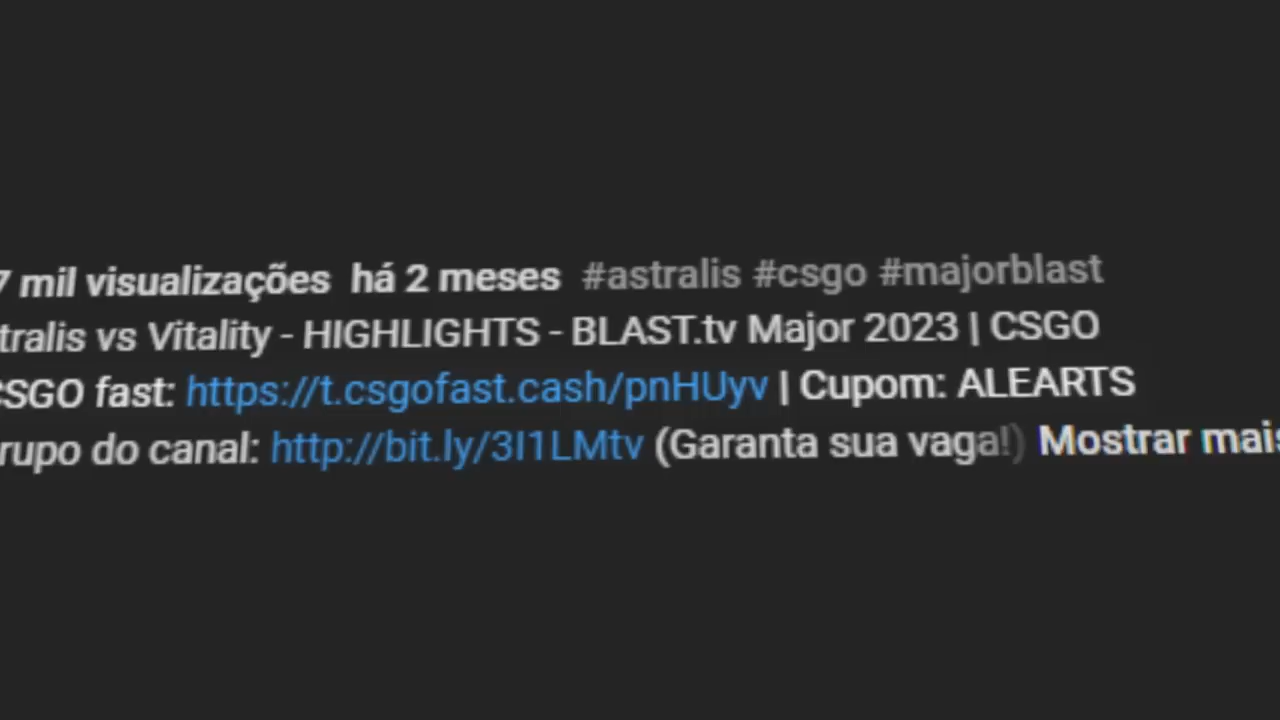 7 mil visualizações há 2 meses #astralis #csgo #majorblast
tralis vs Vitality - HIGHLIGHTS - BLAST.tv Major 2023 | CSGO
CSGO fast: https://t.csgofast.cash/pnHUyv | Cupom: ALEARTS
rupo do canal: http://bit.ly/3I1LMtv (Garanta sua vaga!) Mostrar mais